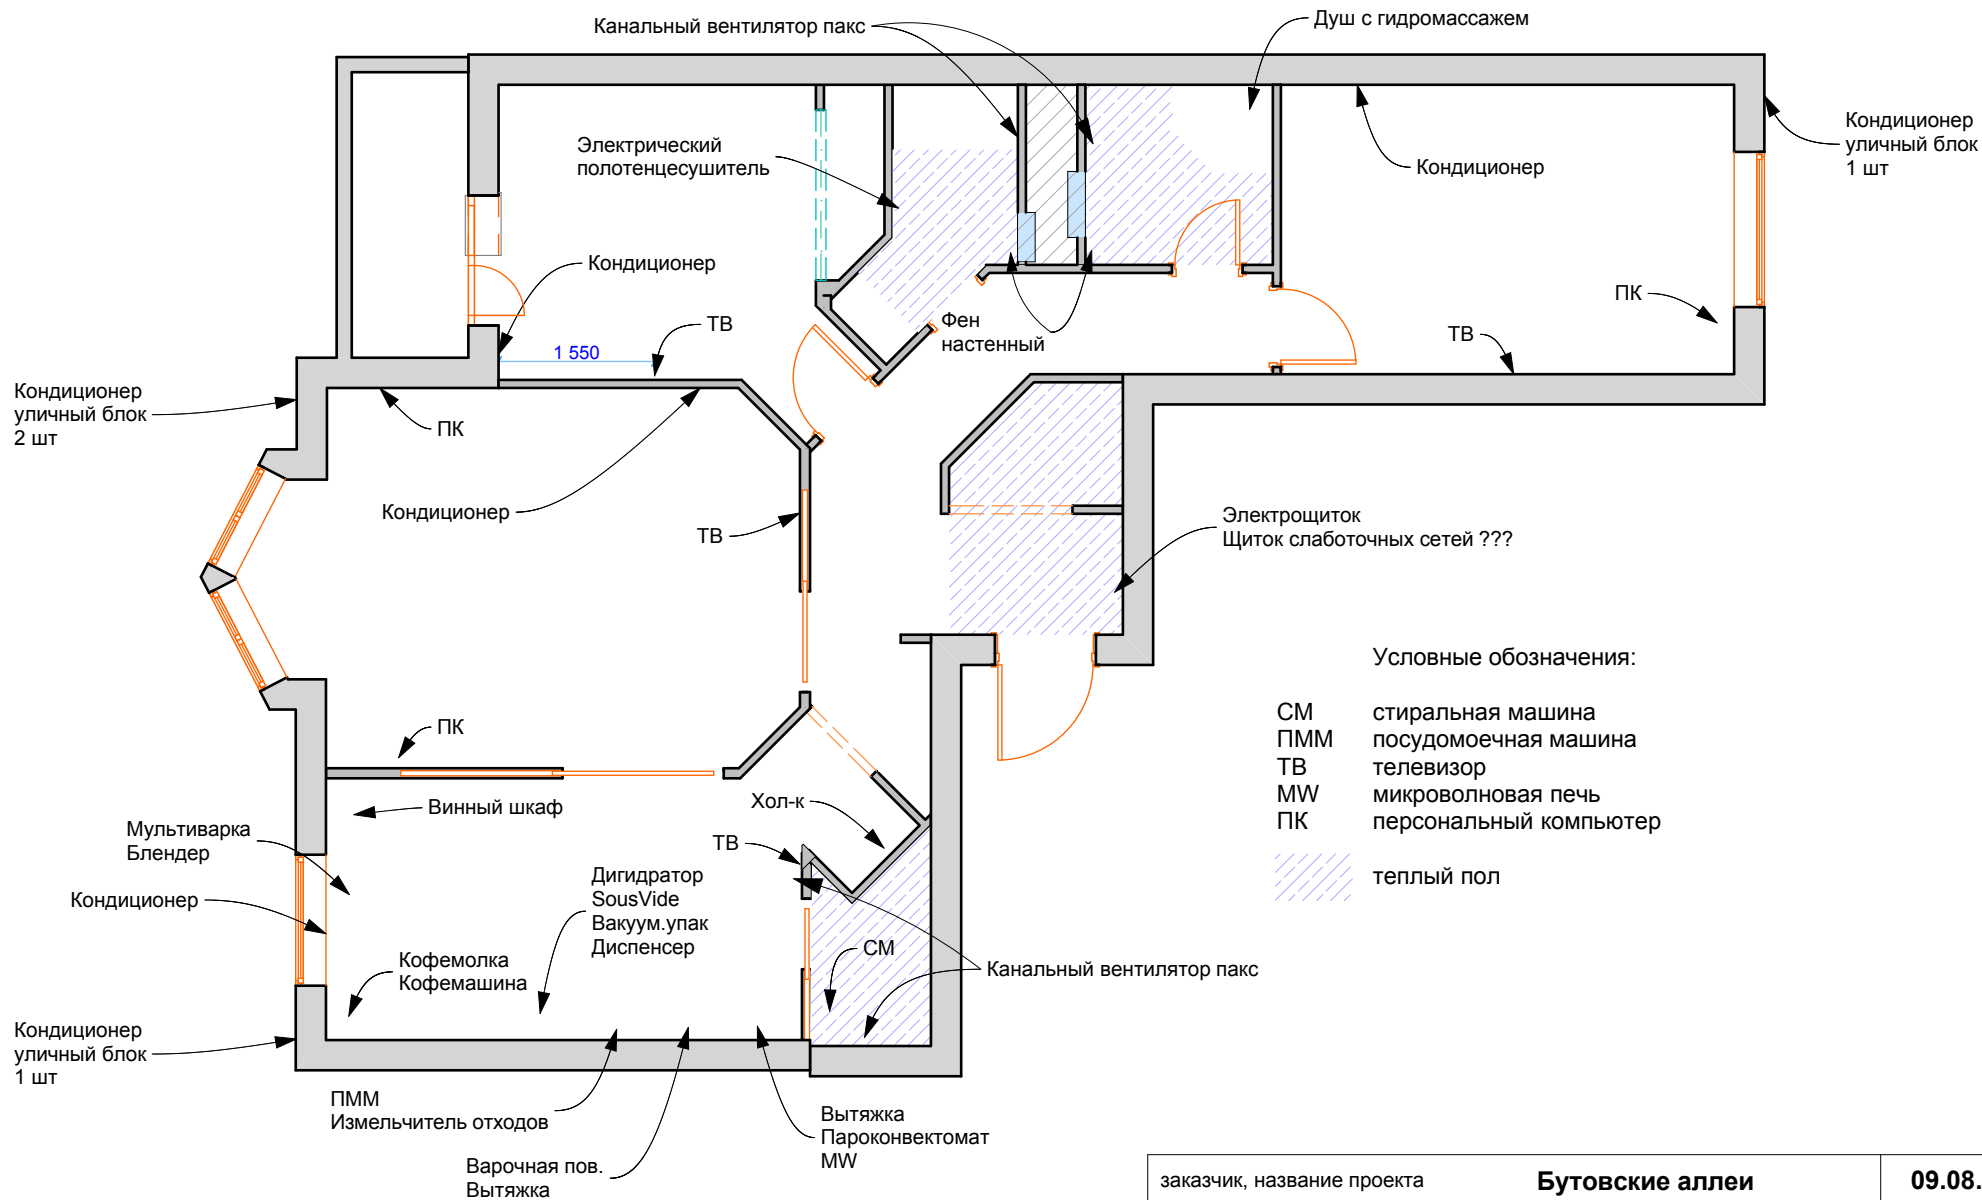 Канальный вентилятор пакс
Душ с гидромассажем
Кондиционер
уличный блок
1 шт
Электрический
полотенцесушитель
Кондиционер
Кондиционер
ПК
ТВ
Фен
настенный
ТВ
1 550
Кондиционер
уличный блок
2 шт
ПК
Кондиционер
ТВ
Электрощиток
Щиток слаботочных сетей ???
Условные обозначения:
СМ стиральная машина
ПММ посудомоечная машина
ТВ телевизор
MW микроволновая печь
ПК персональный компьютер
теплый пол
ПК
Винный шкаф
Хол-к
Мультиварка
Блендер
ТВ
Кондиционер
Дигидратор
SousVide
Вакуум.упак
Диспенсер
СМ
Кофемолка
Кофемашина
Канальный вентилятор пакс
Кондиционер
уличный блок
1 шт
ПММ
Измельчитель отходов
Вытяжка
Пароконвектомат
MW
Варочная пов.
Вытяжка
заказчик, название проекта Бутовские аллеи 09.08.